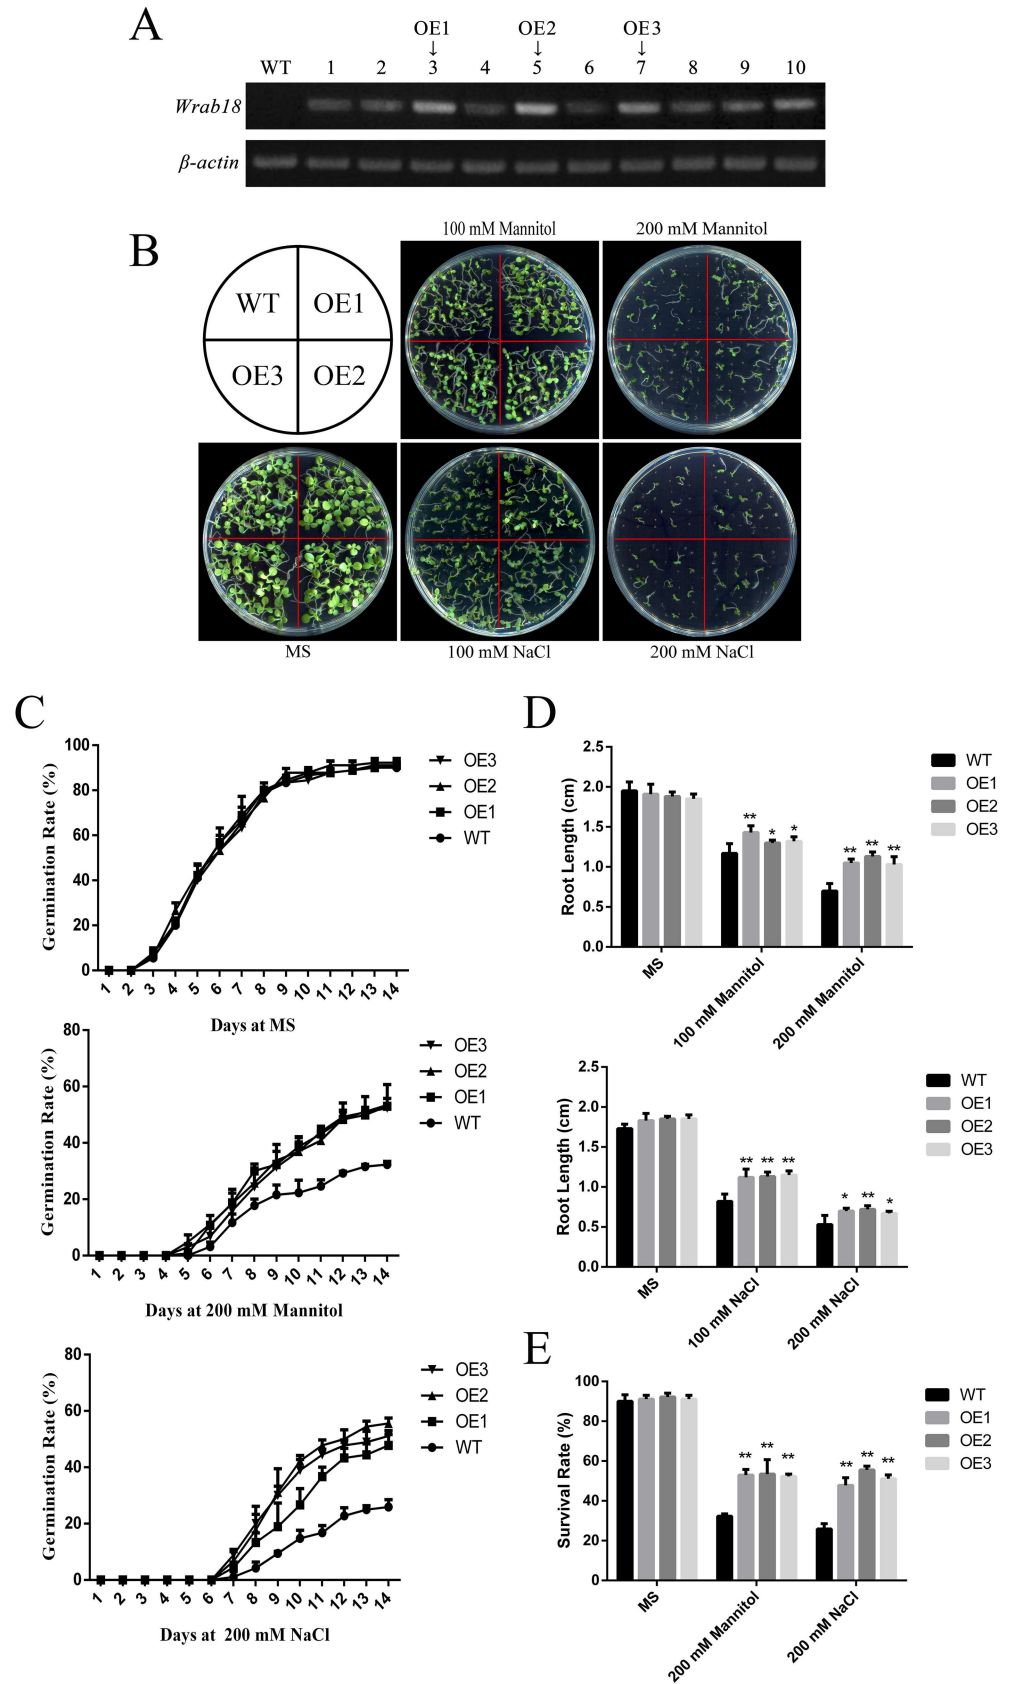 A
OE1 OE2 OE3
↓ ↓ ↓
WT 1 2 3 4 5 6 7 8 9 10
Wrab18
β-actin
B
100 mM Mannitol 200 mM Mannitol
WT OE1
OE3 OE2
MS 100 mM NaCl 200 mM NaCl
C
Germination Rate (%)
100
80
60
40
20
0
1 2 3 4 5 6 7 8 9 10 11 12 13 14
Days at MS
OE3
OE2
OE1
WT
Germination Rate (%)
80
60
40
20
0
1 2 3 4 5 6 7 8 9 10 11 12 13 14
Days at 200 mM Mannitol
OE3
OE2
OE1
WT
Germination Rate (%)
80
60
40
20
0
1 2 3 4 5 6 7 8 9 10 11 12 13 14
Days at 200 mM NaCl
OE3
OE2
OE1
WT
D
Root Length (cm)
2.5
2.0
1.5
1.0
0.5
0.0
** * * ** ** **
MS 100 mM Mannitol 200 mM Mannitol
WT
OE1
OE2
OE3
Root Length (cm)
2.5
2.0
1.5
1.0
0.5
0.0
** ** ** * ** *
MS 100 mM NaCl 200 mM NaCl
WT
OE1
OE2
OE3
E
Survival Rate (%)
100
80
60
40
20
0
** ** ** ** ** **
MS 200 mM Mannitol 200 mM NaCl
WT
OE1
OE2
OE3